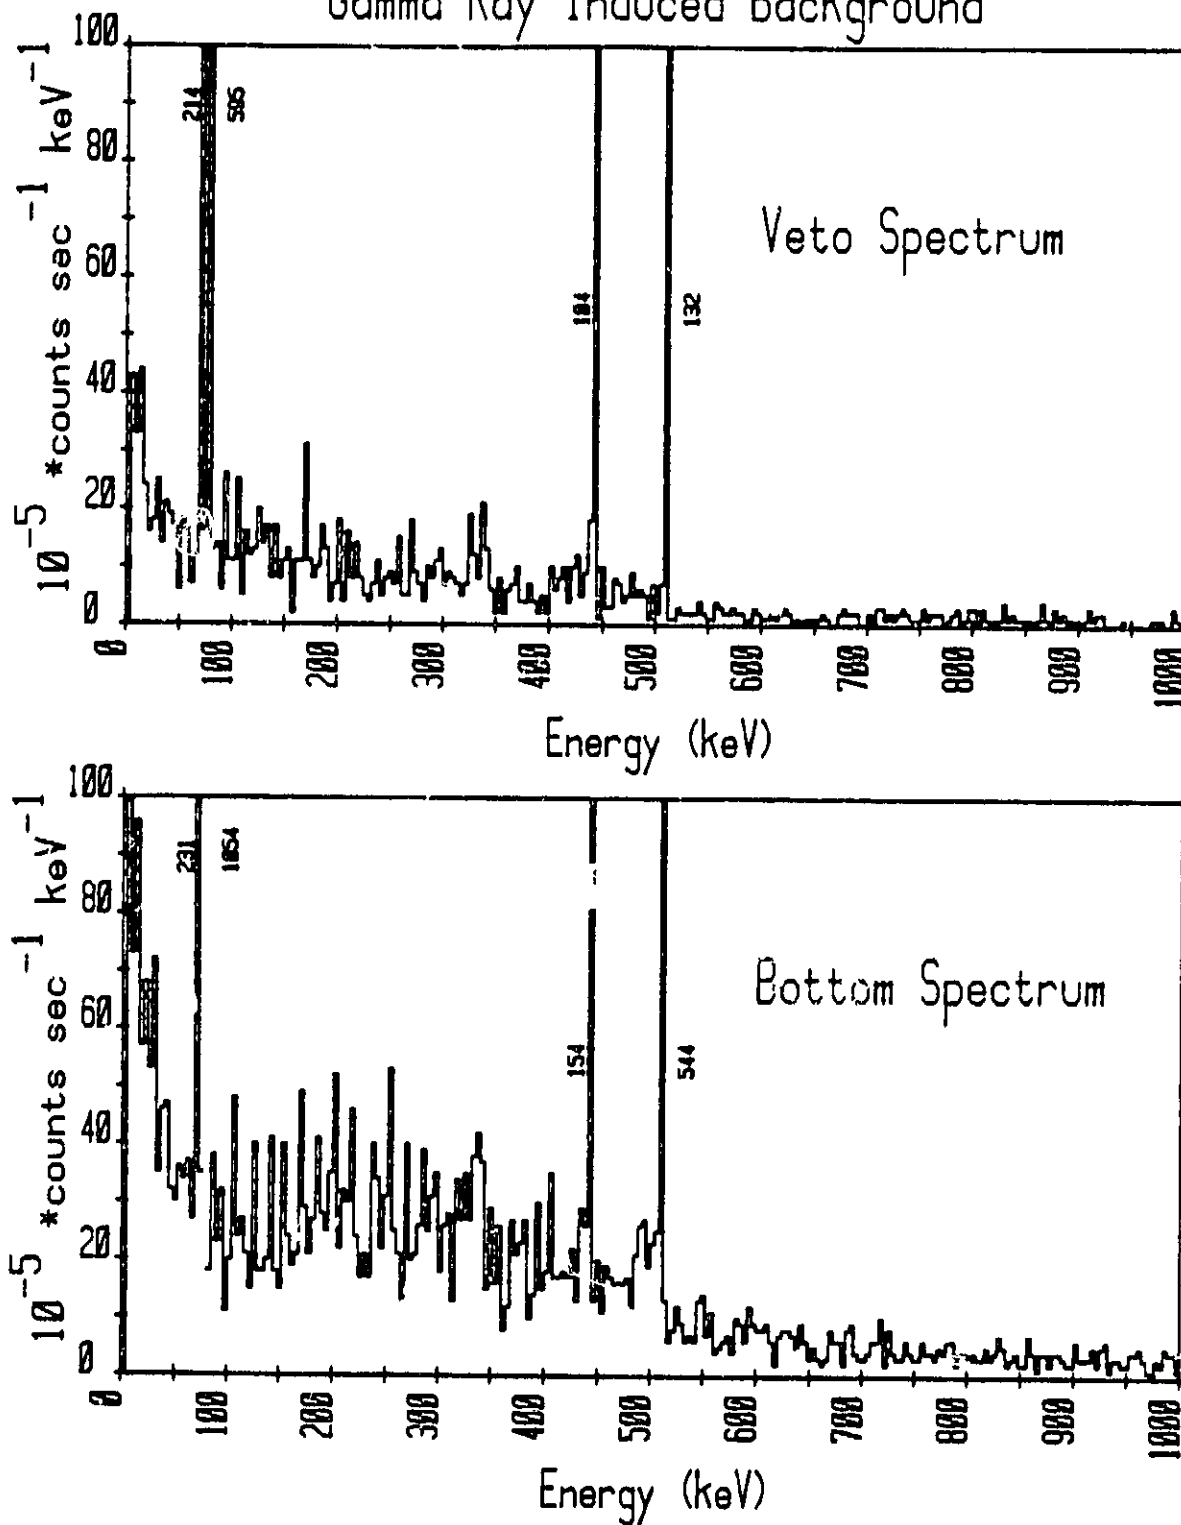 Gamma Ray Induced Background
100
80
60
40
20
0
10⁻⁵ *counts sec⁻¹ keV⁻¹
214
595
184
132
Veto Spectrum
0 100 200 300 400 500 600 700 800 900 1000
Energy (keV)
100
80
60
40
20
0
10⁻⁵ *counts sec⁻¹ keV⁻¹
231
1054
154
544
Bottom Spectrum
0 100 200 300 400 500 600 700 800 900 1000
Energy (keV)